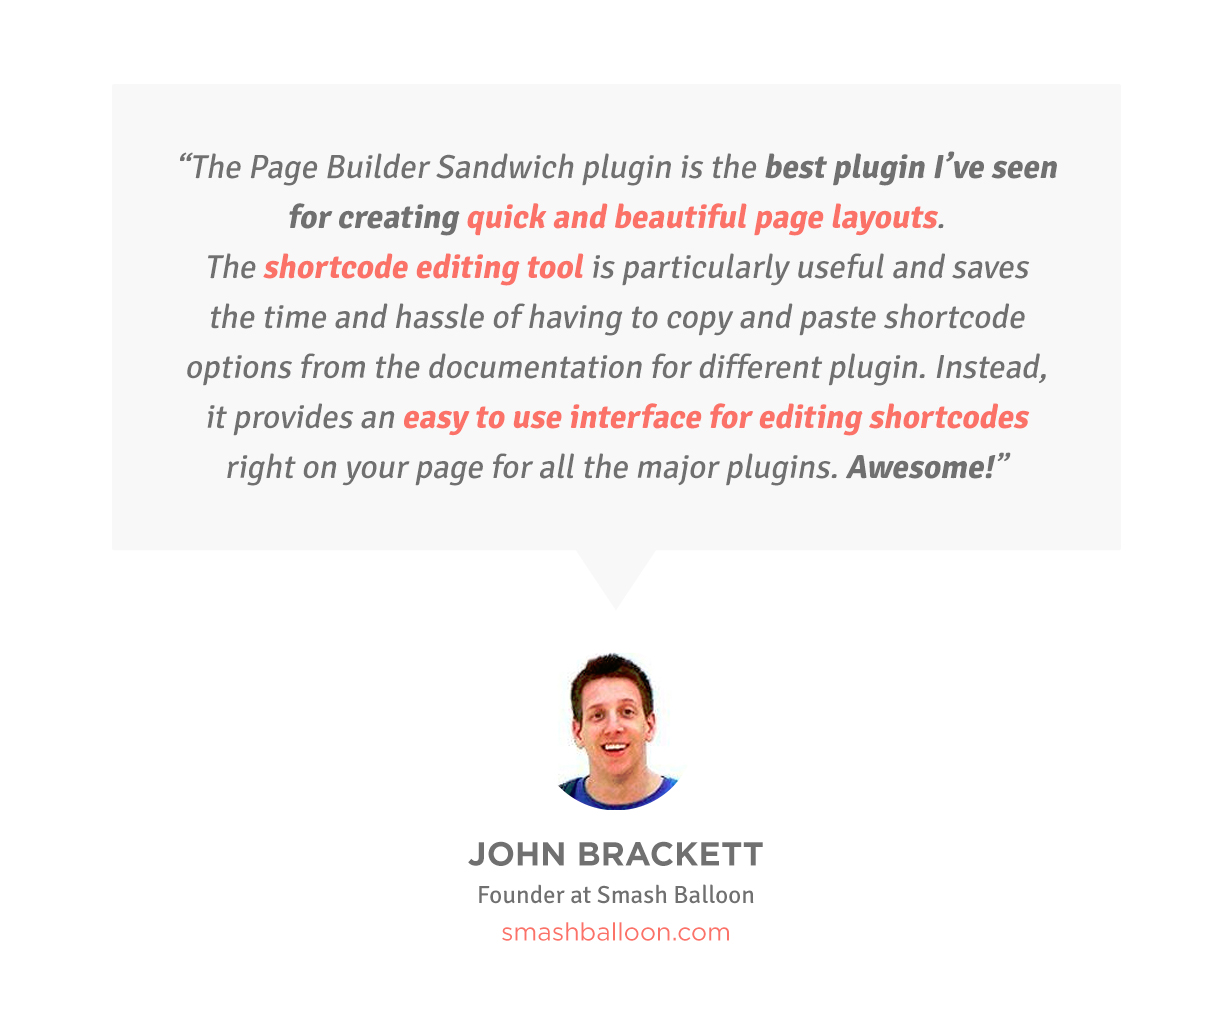 “The Page Builder Sandwich plugin is the best plugin I’ve seen
for creating quick and beautiful page layouts.
The shortcode editing tool is particularly useful and saves
the time and hassle of having to copy and paste shortcode
options from the documentation for different plugin. Instead,
it provides an easy to use interface for editing shortcodes
right on your page for all the major plugins. Awesome!”
JOHN BRACKETT
Founder at Smash Balloon
smashballoon.com